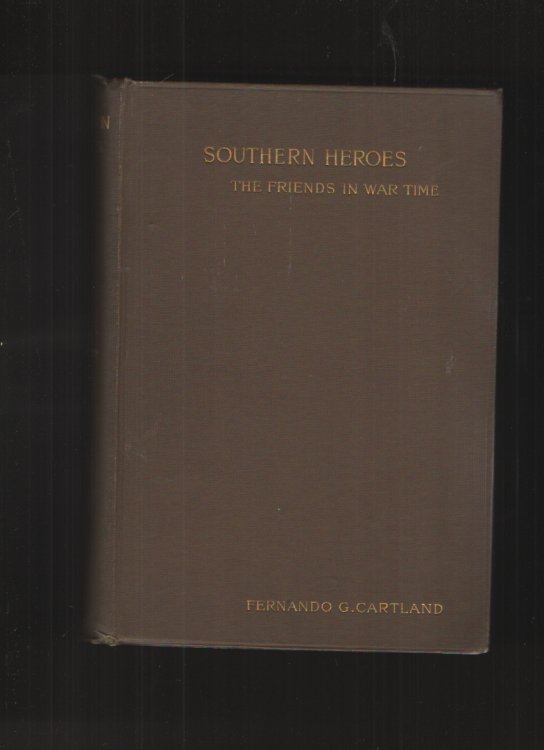 SOUTHERN HEROES
THE FRIENDS IN WAR TIME
FERNANDO G. CARTLAND
N